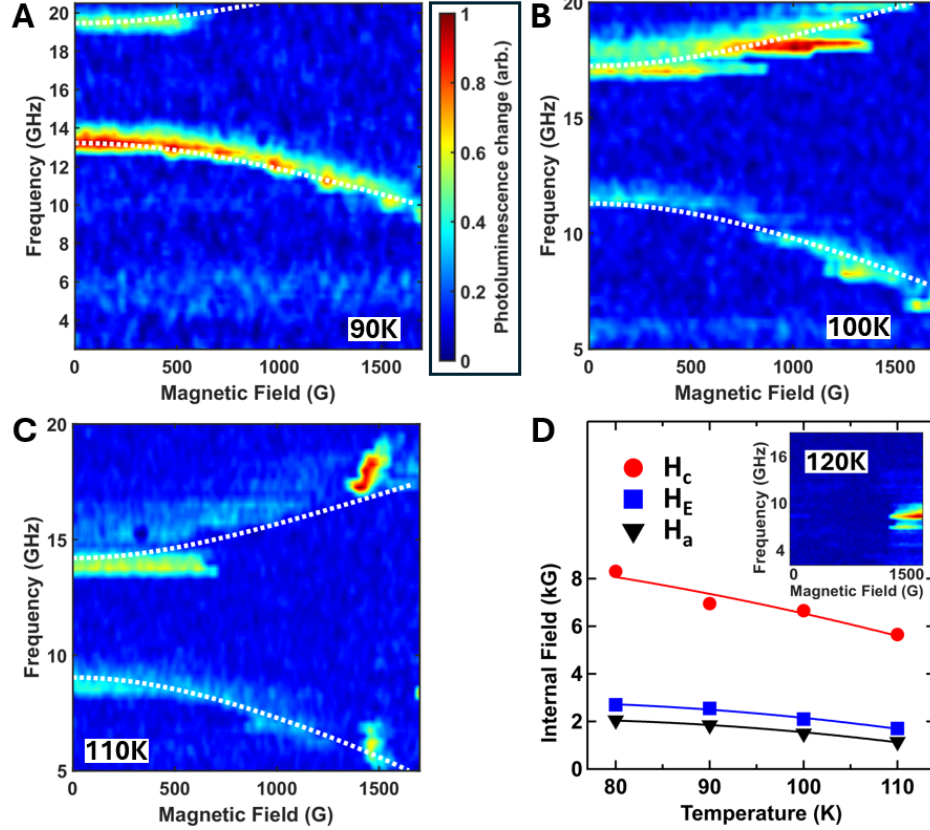 A
20
18
16
14
12
10
8
6
4
Frequency (GHz)
0
500
1000
1500
Magnetic Field (G)
90K
1
0.8
0.6
0.4
0.2
0
Photoluminescence change (arb.)
B
20
15
10
5
Frequency (GHz)
0
500
1000
1500
Magnetic Field (G)
100K
C
20
15
10
5
Frequency (GHz)
0
500
1000
1500
Magnetic Field (G)
110K
D
Hc
HE
Ha
8
6
4
2
0
Internal Field (kG)
80
90
100
110
Temperature (K)
120K
18
10
4
Frequency (GHz)
0
1500
Magnetic Field (G)